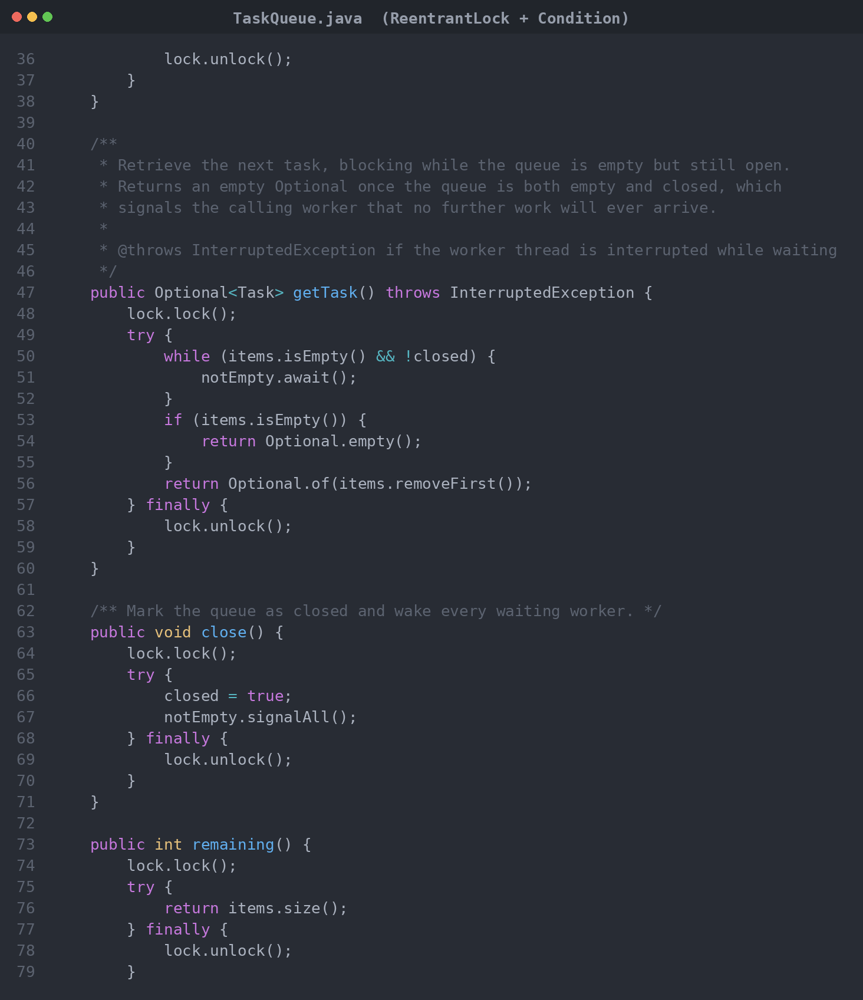 TaskQueue.java  (ReentrantLock + Condition)
36              lock.unlock();
37          }
38      }
39
40      /**
41       * Retrieve the next task, blocking while the queue is empty but still open.
42       * Returns an empty Optional once the queue is both empty and closed, which
43       * signals the calling worker that no further work will ever arrive.
44       *
45       * @throws InterruptedException if the worker thread is interrupted while waiting
46       */
47      public Optional<Task> getTask() throws InterruptedException {
48          lock.lock();
49          try {
50              while (items.isEmpty() && !closed) {
51                  notEmpty.await();
52              }
53              if (items.isEmpty()) {
54                  return Optional.empty();
55              }
56              return Optional.of(items.removeFirst());
57          } finally {
58              lock.unlock();
59          }
60      }
61
62      /** Mark the queue as closed and wake every waiting worker. */
63      public void close() {
64          lock.lock();
65          try {
66              closed = true;
67              notEmpty.signalAll();
68          } finally {
69              lock.unlock();
70          }
71      }
72
73      public int remaining() {
74          lock.lock();
75          try {
76              return items.size();
77          } finally {
78              lock.unlock();
79          }